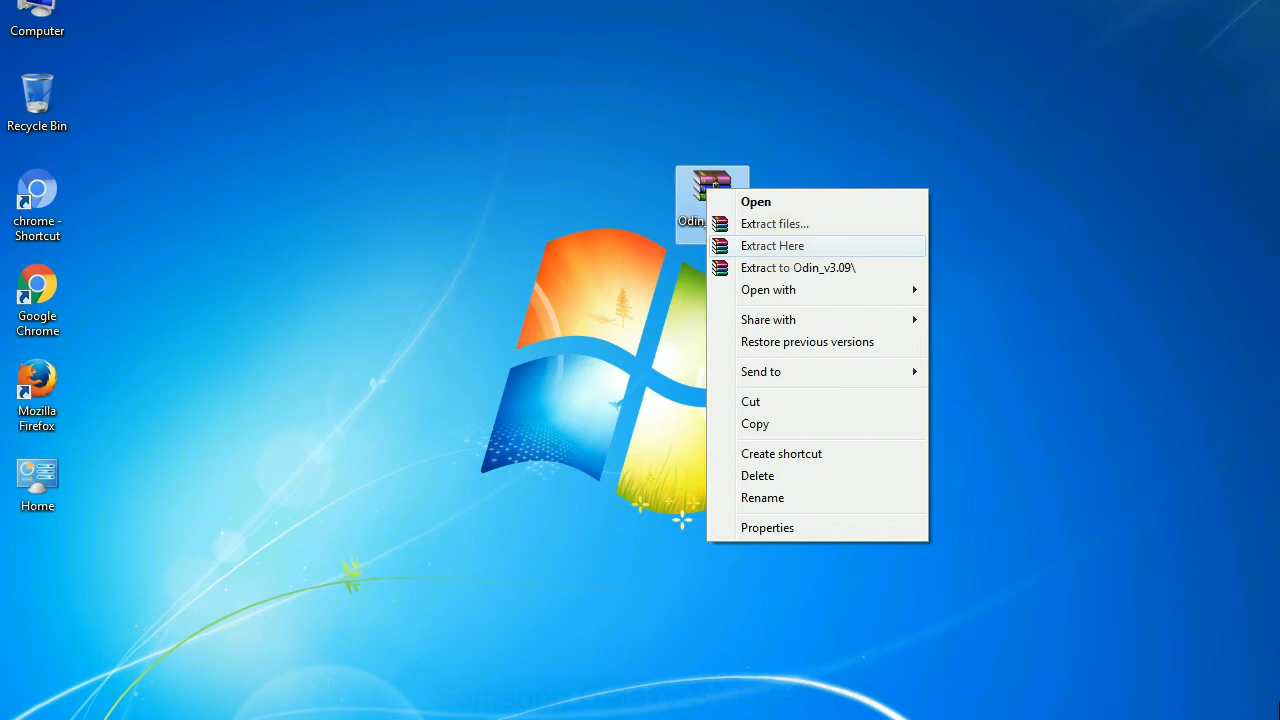 Computer
Recycle Bin
chrome -
Shortcut
Google
Chrome
Mozilla
Firefox
Home
Odin_
Open
Extract files...
Extract Here
Extract to Odin_v3.09\
Open with
Share with
Restore previous versions
Send to
Cut
Copy
Create shortcut
Delete
Rename
Properties